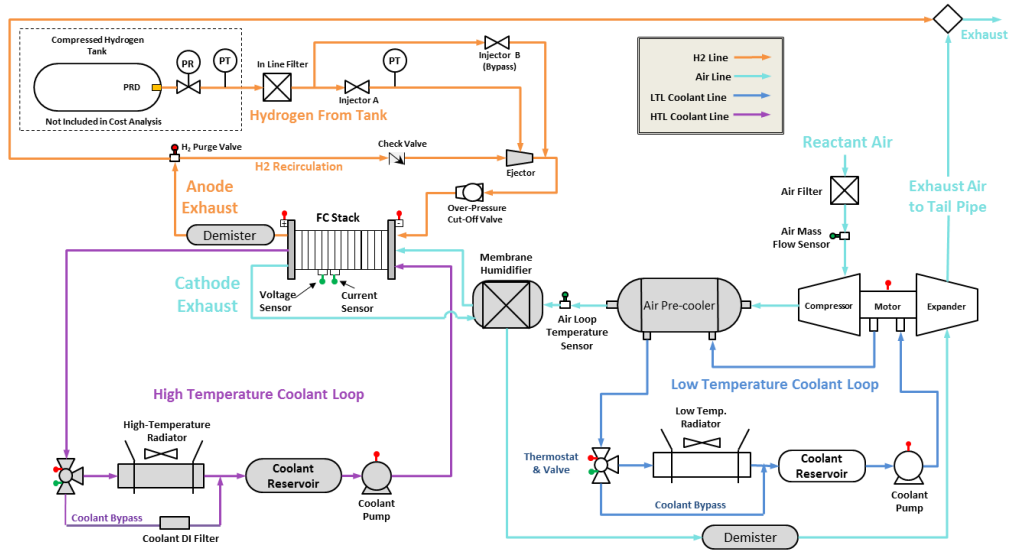 Compressed Hydrogen
Tank
PRD
PR
PT
Not Included in Cost Analysis
In Line Filter
Injector A
PT
Injector B
(Bypass)
Hydrogen From Tank
H2 Line
Air Line
LTL Coolant Line
HTL Coolant Line
Exhaust
H2 Purge Valve
H2 Recirculation
Check Valve
Ejector
Over-Pressure
Cut-Off Valve
Anode
Exhaust
Demister
FC Stack
+
-
Cathode
Exhaust
Voltage
Sensor
Current
Sensor
Membrane
Humidifier
Air Loop
Temperature
Sensor
Air Pre-cooler
Reactant Air
Air Filter
Air Mass
Flow Sensor
Exhaust Air
to Tail Pipe
Compressor
Motor
Expander
High Temperature Coolant Loop
High-Temperature
Radiator
Coolant
Reservoir
Coolant
Pump
Coolant Bypass
Coolant DI Filter
Low Temperature Coolant Loop
Low Temp.
Radiator
Thermostat
& Valve
Coolant
Reservoir
Coolant
Pump
Coolant Bypass
Demister